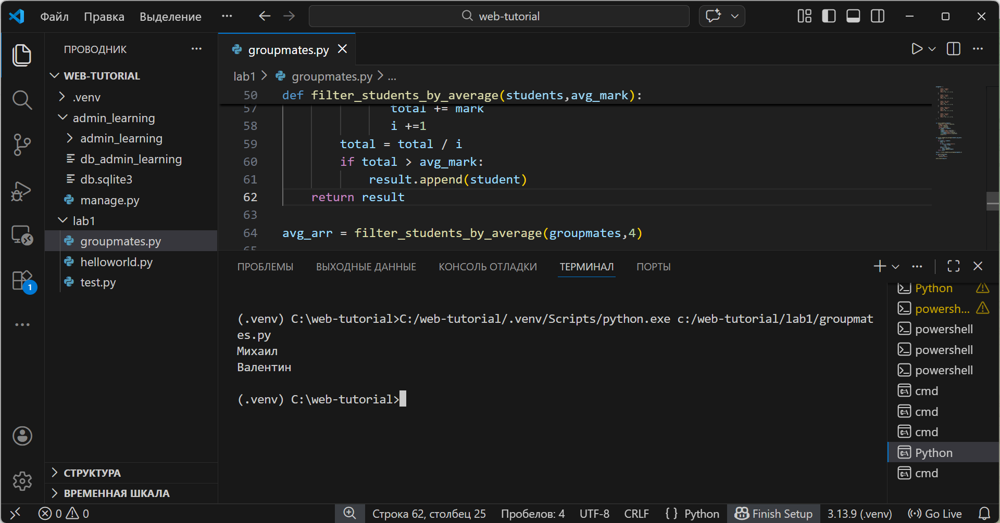 Файл Правка Выделение ··· web-tutorial
ПРОВОДНИК ···
WEB-TUTORIAL
.venv
admin_learning
admin_learning
db_admin_learning
db.sqlite3
manage.py
lab1
groupmates.py
helloworld.py
test.py
1
СТРУКТУРА
ВРЕМЕННАЯ ШКАЛА
groupmates.py
lab1 > groupmates.py > ...
50 def filter_students_by_average(students,avg_mark):
57 total += mark
58 i +=1
59 total = total / i
60 if total > avg_mark:
61 result.append(student)
62 return result
63
64 avg_arr = filter_students_by_average(groupmates,4)
65
ПРОБЛЕМЫ ВЫХОДНЫЕ ДАННЫЕ КОНСОЛЬ ОТЛАДКИ ТЕРМИНАЛ ПОРТЫ
(.venv) C:\web-tutorial>C:/web-tutorial/.venv/Scripts/python.exe c:/web-tutorial/lab1/groupmat
es.py
Михаил
Валентин
(.venv) C:\web-tutorial>
Python
powersh...
powershell
powershell
powershell
cmd
cmd
cmd
Python
cmd
0 0 Строка 62, столбец 25 Пробелов: 4 UTF-8 CRLF { } Python Finish Setup 3.13.9 (.venv) Go Live